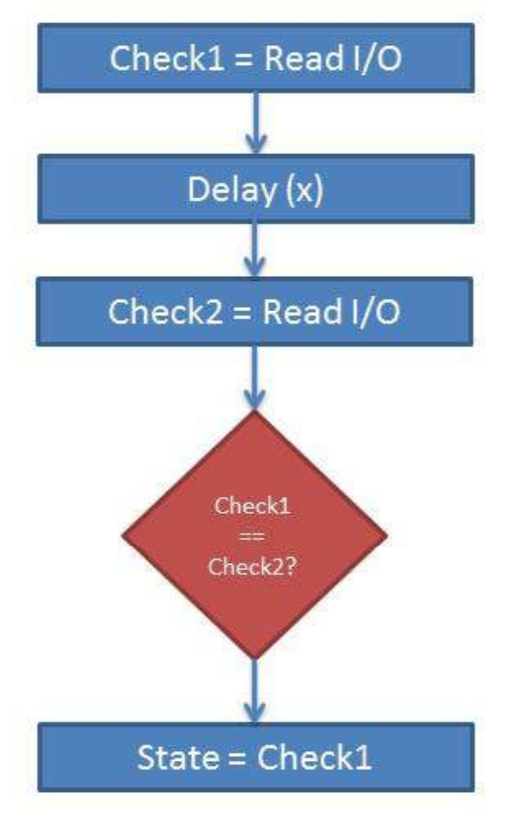 Check1 = Read I/O
Delay (x)
Check2 = Read I/O
Check1
==
Check2?
State = Check1